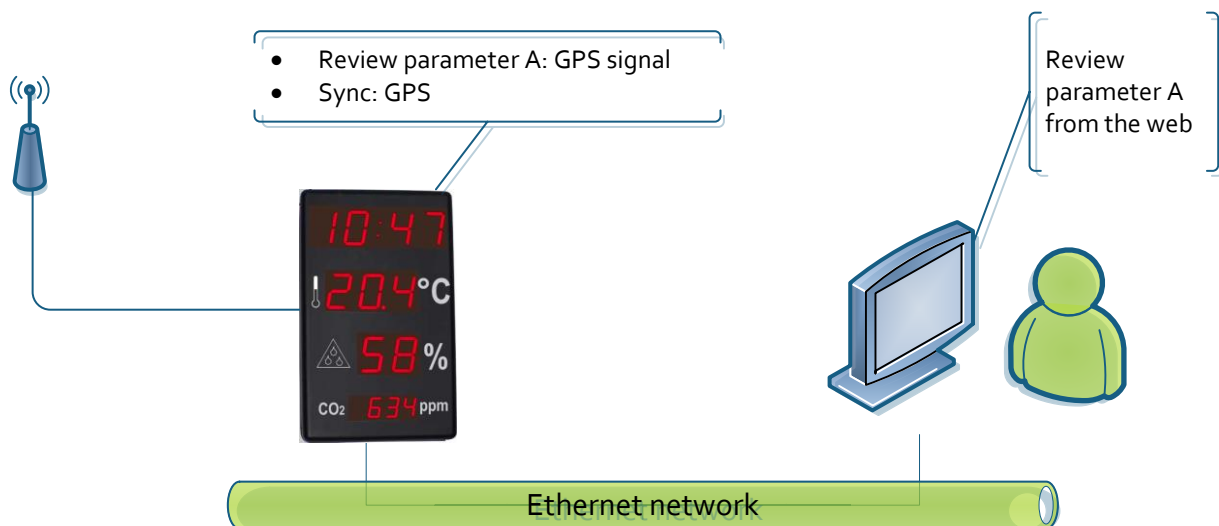 • Review parameter A: GPS signal
• Sync: GPS
Review
parameter A
from the web
10:47
20.4°C
58%
CO₂ 634 ppm
Ethernet network